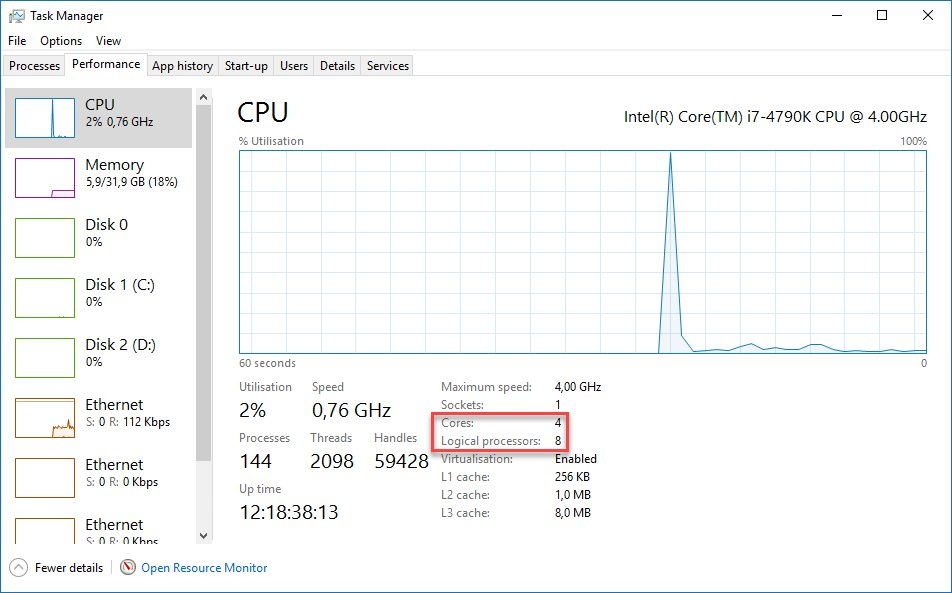 Task Manager
File Options View
Processes Performance App history Start-up Users Details Services
CPU
2% 0,76 GHz
Memory
5,9/31,9 GB (18%)
Disk 0
0%
Disk 1 (C:)
0%
Disk 2 (D:)
0%
Ethernet
S: 0 R: 112 Kbps
Ethernet
S: 0 R: 0 Kbps
Ethernet
S: 0 R: 0 Kbps
CPU
Intel(R) Core(TM) i7-4790K CPU @ 4.00GHz
% Utilisation 100%
60 seconds 0
Utilisation Speed
2% 0,76 GHz
Processes Threads Handles
144 2098 59428
Up time
12:18:38:13
Maximum speed: 4,00 GHz
Sockets: 1
Cores: 4
Logical processors: 8
Virtualisation: Enabled
L1 cache: 256 KB
L2 cache: 1,0 MB
L3 cache: 8,0 MB
Fewer details Open Resource Monitor